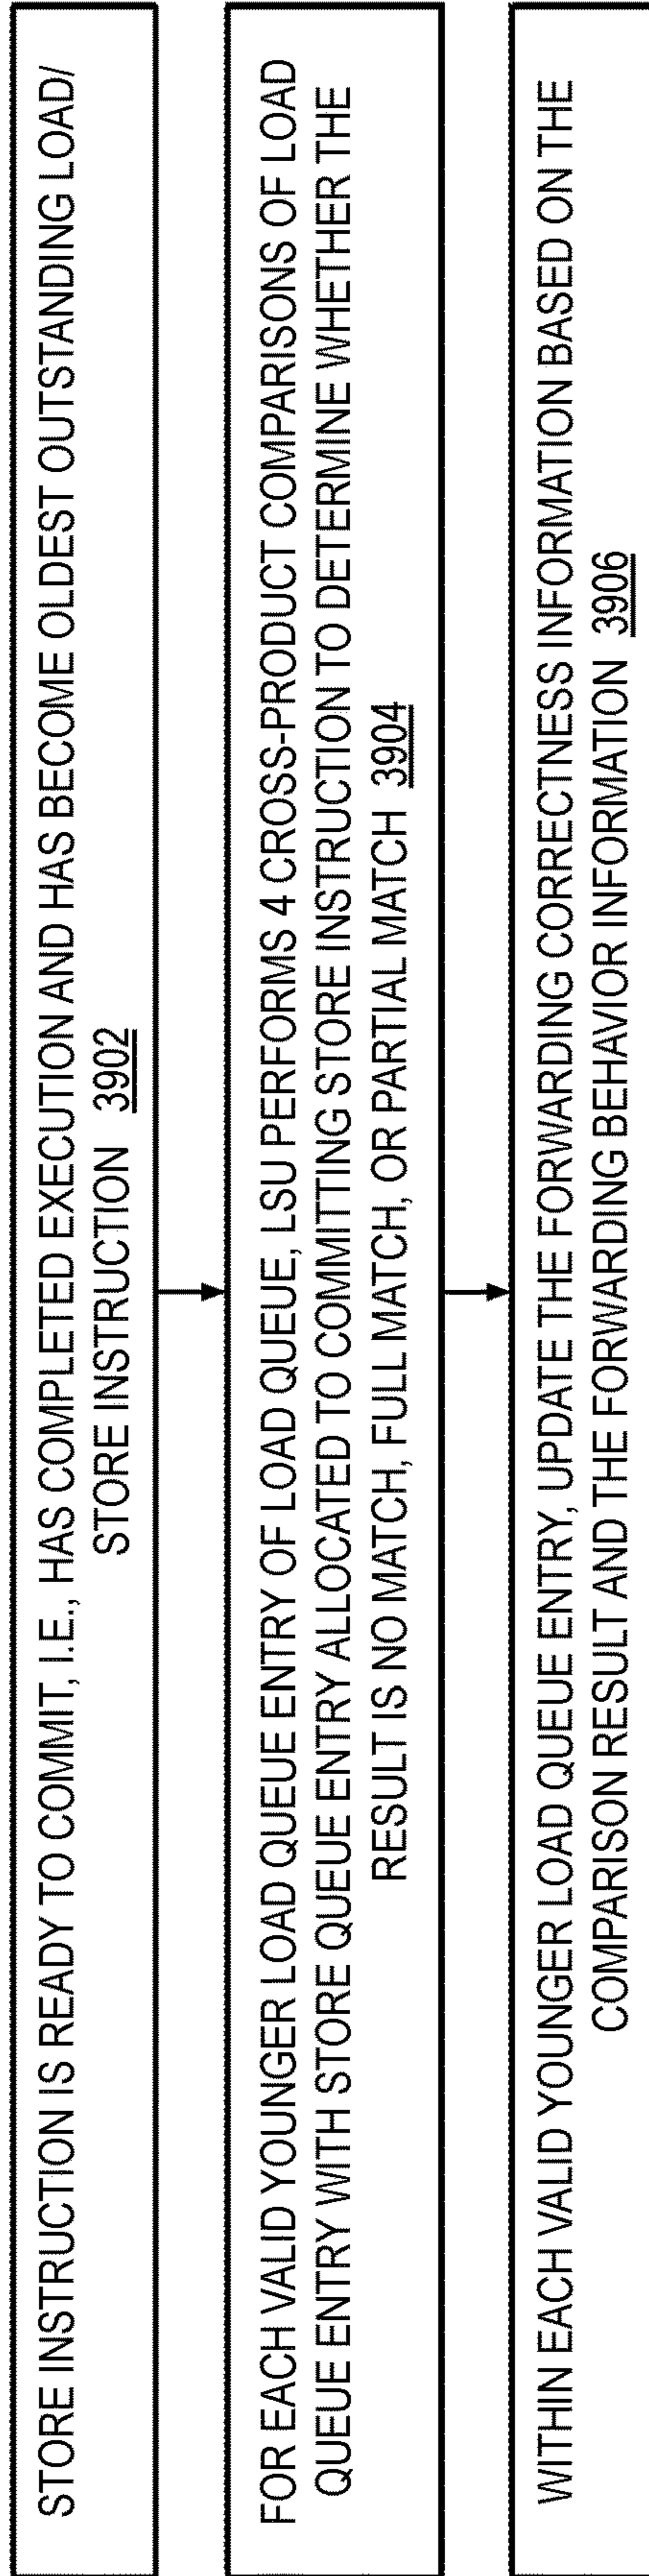 STORE INSTRUCTION IS READY TO COMMIT, I.E., HAS COMPLETED EXECUTION AND HAS BECOME OLDEST OUTSTANDING LOAD/
STORE INSTRUCTION 3902
FOR EACH VALID YOUNGER LOAD QUEUE ENTRY OF LOAD QUEUE, LSU PERFORMS 4 CROSS-PRODUCT COMPARISONS OF LOAD
QUEUE ENTRY WITH STORE QUEUE ENTRY ALLOCATED TO COMMITTING STORE INSTRUCTION TO DETERMINE WHETHER THE
RESULT IS NO MATCH, FULL MATCH, OR PARTIAL MATCH 3904
WITHIN EACH VALID YOUNGER LOAD QUEUE ENTRY, UPDATE THE FORWARDING CORRECTNESS INFORMATION BASED ON THE
COMPARISON RESULT AND THE FORWARDING BEHAVIOR INFORMATION 3906